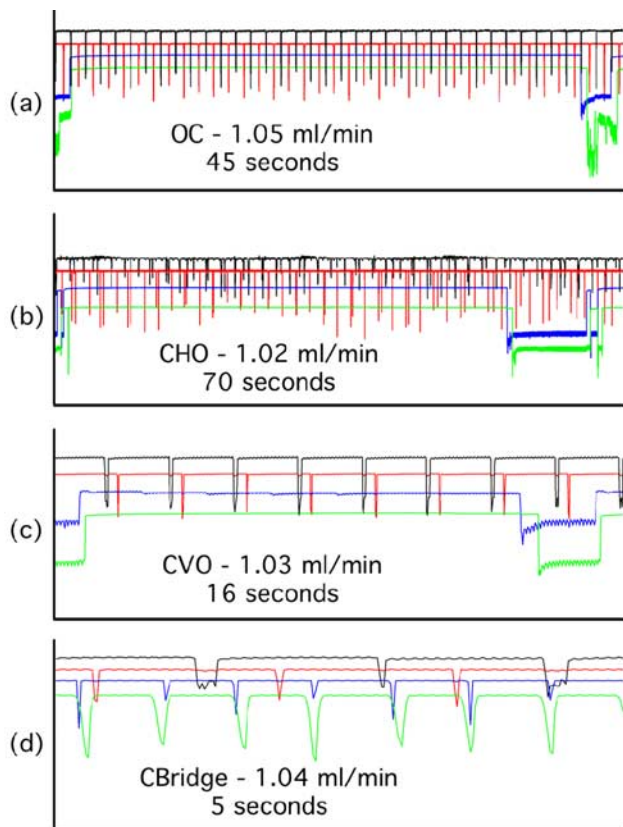 (a)
OC - 1.05 ml/min
45 seconds
(b)
CHO - 1.02 ml/min
70 seconds
(c)
CVO - 1.03 ml/min
16 seconds
(d)
CBridge - 1.04 ml/min
5 seconds